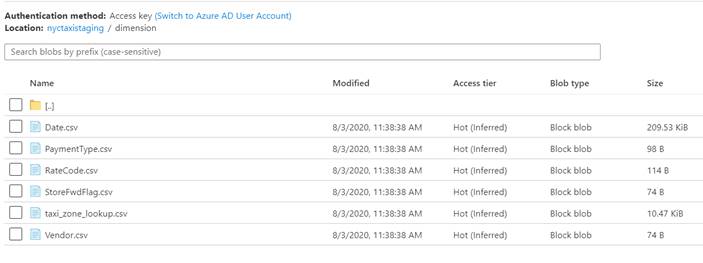 Authentication method: Access key (Switch to Azure AD User Account)
Location: nyctaxistaging / dimension
Search blobs by prefix (case-sensitive)
Name Modified Access tier Blob type Size
[..]
Date.csv 8/3/2020, 11:38:38 AM Hot (Inferred) Block blob 209.53 KiB
PaymentType.csv 8/3/2020, 11:38:38 AM Hot (Inferred) Block blob 98 B
RateCode.csv 8/3/2020, 11:38:38 AM Hot (Inferred) Block blob 114 B
StoreFwdFlag.csv 8/3/2020, 11:38:38 AM Hot (Inferred) Block blob 74 B
taxi_zone_lookup.csv 8/3/2020, 11:38:38 AM Hot (Inferred) Block blob 10.47 KiB
Vendor.csv 8/3/2020, 11:38:38 AM Hot (Inferred) Block blob 74 B